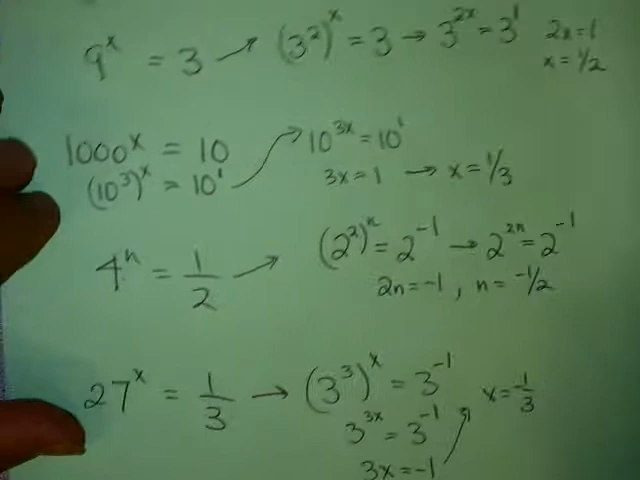 9^x = 3 → (3^2)^x = 3 → 3^{2x} = 3^1 2x=1
x=1/2
1000^x = 10 10^{3x} = 10^1
(10^3)^x = 10^1 3x=1 → x=1/3
4^n = 1/2 → (2^2)^n = 2^{-1} → 2^{2n} = 2^{-1}
2n=-1, n=-1/2
27^x = 1/3 → (3^3)^x = 3^{-1} x=-1/3
3^{3x} = 3^{-1}
3x=-1